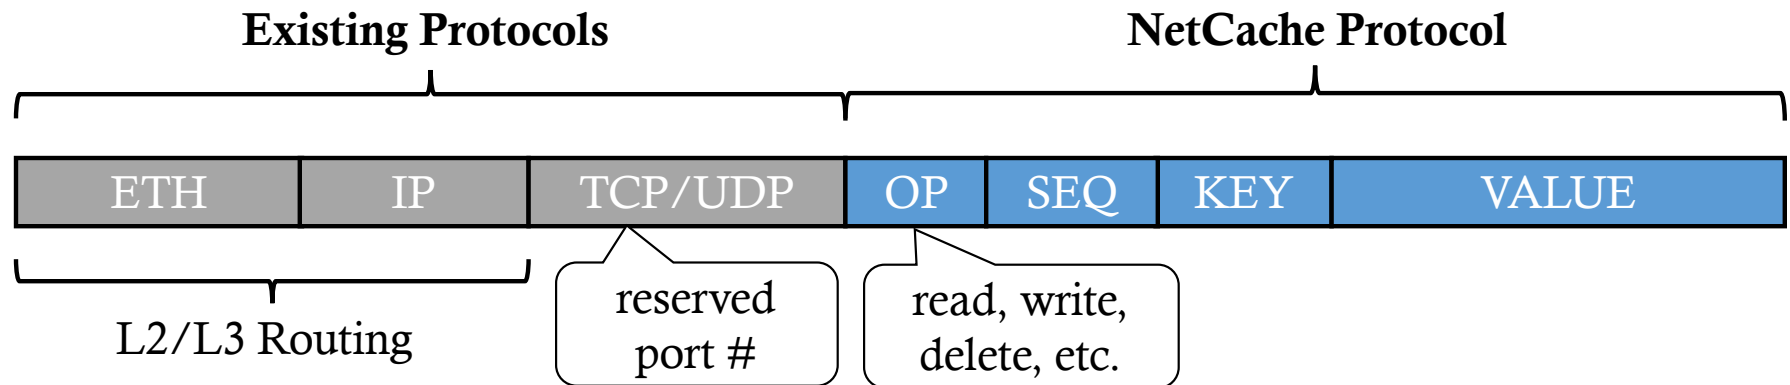 Existing Protocols
NetCache Protocol
ETH
IP
TCP/UDP
OP
SEQ
KEY
VALUE
L2/L3 Routing
reserved
port #
read, write,
delete, etc.